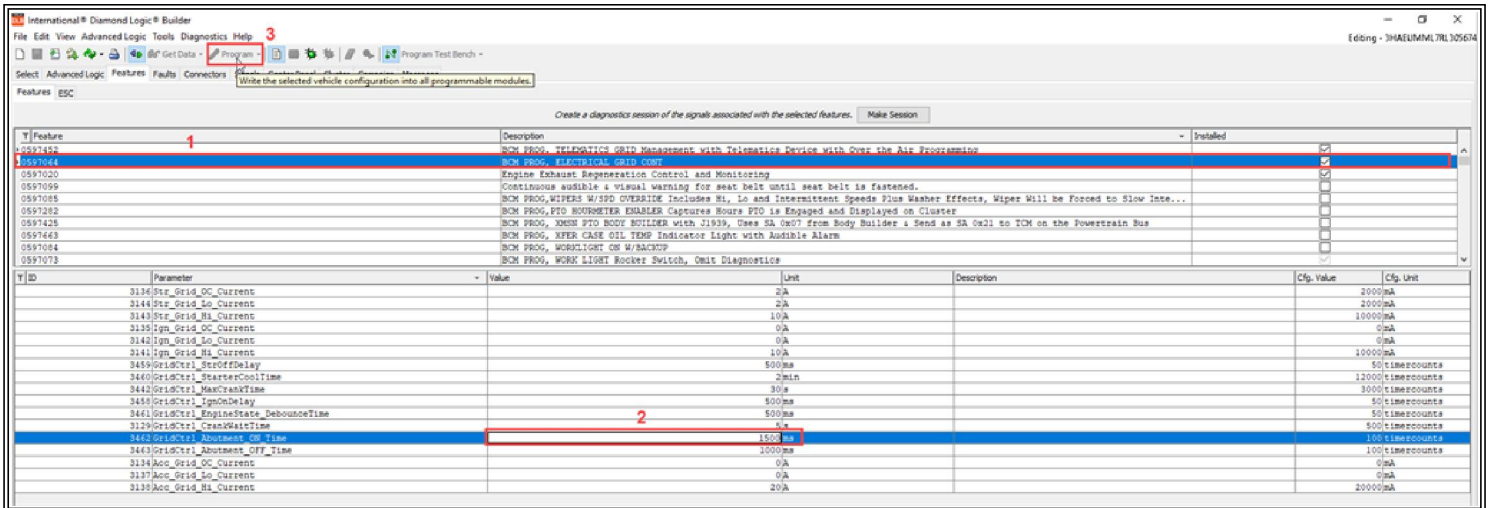 International® Diamond Logic® Builder
File Edit View Advanced Logic Tools Diagnostics Help 3
Editing - 3HAEUMML7RL305674
Get Data Program Program Test Bench
Select Advanced Logic Features Faults Connectors
Write the selected vehicle configuration into all programmable modules.
Features ESC
Create a diagnostics session of the signals associated with the selected features. Make Session
Feature 1 Description Installed
0597452 BCM PROG, TELEMATICS GRID Management with Telematics Device with Over the Air Programming
0597064 BCM PROG, ELECTRICAL GRID CONT
0597020 Engine Exhaust Regeneration Control and Monitoring
0597099 Continuous audible & visual warning for seat belt until seat belt is fastened.
0597085 BCM PROG,WIPERS W/SPD OVERRIDE Includes Hi, Lo and Intermittent Speeds Plus Washer Effects, Wiper Will be Forced to Slow Inte...
0597282 BCM PROG,PTO HOURMETER ENABLER Captures Hours PTO is Engaged and Displayed on Cluster
0597425 BCM PROG, XMSN PTO BODY BUILDER with J1939, Uses SA 0x07 from Body Builder & Send as SA 0x21 to TCM on the Powertrain Bus
0597663 BCM PROG, XFER CASE OIL TEMP Indicator Light with Audible Alarm
0597084 BCM PROG, WORKLIGHT ON W/BACKUP
0597073 BCM PROG, WORK LIGHT Rocker Switch, Omit Diagnostics
ID Parameter Value Unit Description Cfg. Value Cfg. Unit
3136 Str_Grid_OC_Current 2 A 2000 mA
3144 Str_Grid_Lo_Current 2 A 2000 mA
3143 Str_Grid_Hi_Current 10 A 10000 mA
3135 Ign_Grid_OC_Current 0 A 0 mA
3142 Ign_Grid_Lo_Current 0 A 0 mA
3141 Ign_Grid_Hi_Current 10 A 10000 mA
3459 GridCtrl_StrOffDelay 500 ms 50 timercounts
3460 GridCtrl_StarterCoolTime 2 min 12000 timercounts
3442 GridCtrl_MaxCrankTime 30 s 3000 timercounts
3458 GridCtrl_IgnOnDelay 500 ms 50 timercounts
3461 GridCtrl_EngineState_DebounceTime 500 ms 50 timercounts
3129 GridCtrl_CrankWaitTime 2 5 s 500 timercounts
3462 GridCtrl_Abutment_ON_Time 1500 ms 100 timercounts
3463 GridCtrl_Abutment_OFF_Time 1000 ms 100 timercounts
3134 Acc_Grid_OC_Current 0 A 0 mA
3137 Acc_Grid_Lo_Current 0 A 0 mA
3138 Acc_Grid_Hi_Current 20 A 20000 mA